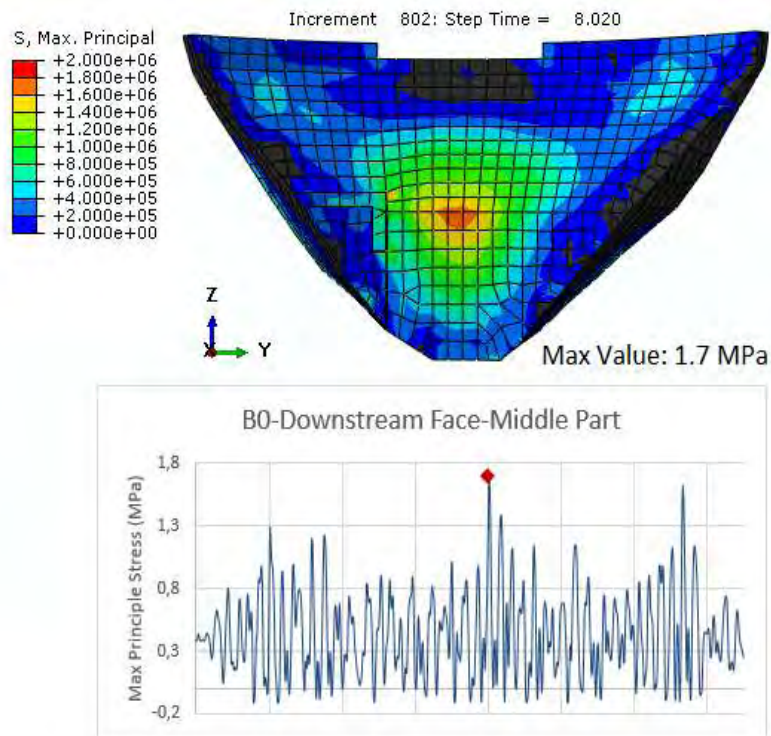 Increment 802: Step Time = 8.020
S, Max. Principal
+2.000e+06
+1.800e+06
+1.600e+06
+1.400e+06
+1.200e+06
+1.000e+06
+8.000e+05
+6.000e+05
+4.000e+05
+2.000e+05
+0.000e+00
Z
X
Y
Max Value: 1.7 MPa
B0-Downstream Face-Middle Part
Max Principle Stress (MPa)
1,8
1,3
0,8
0,3
-0,2